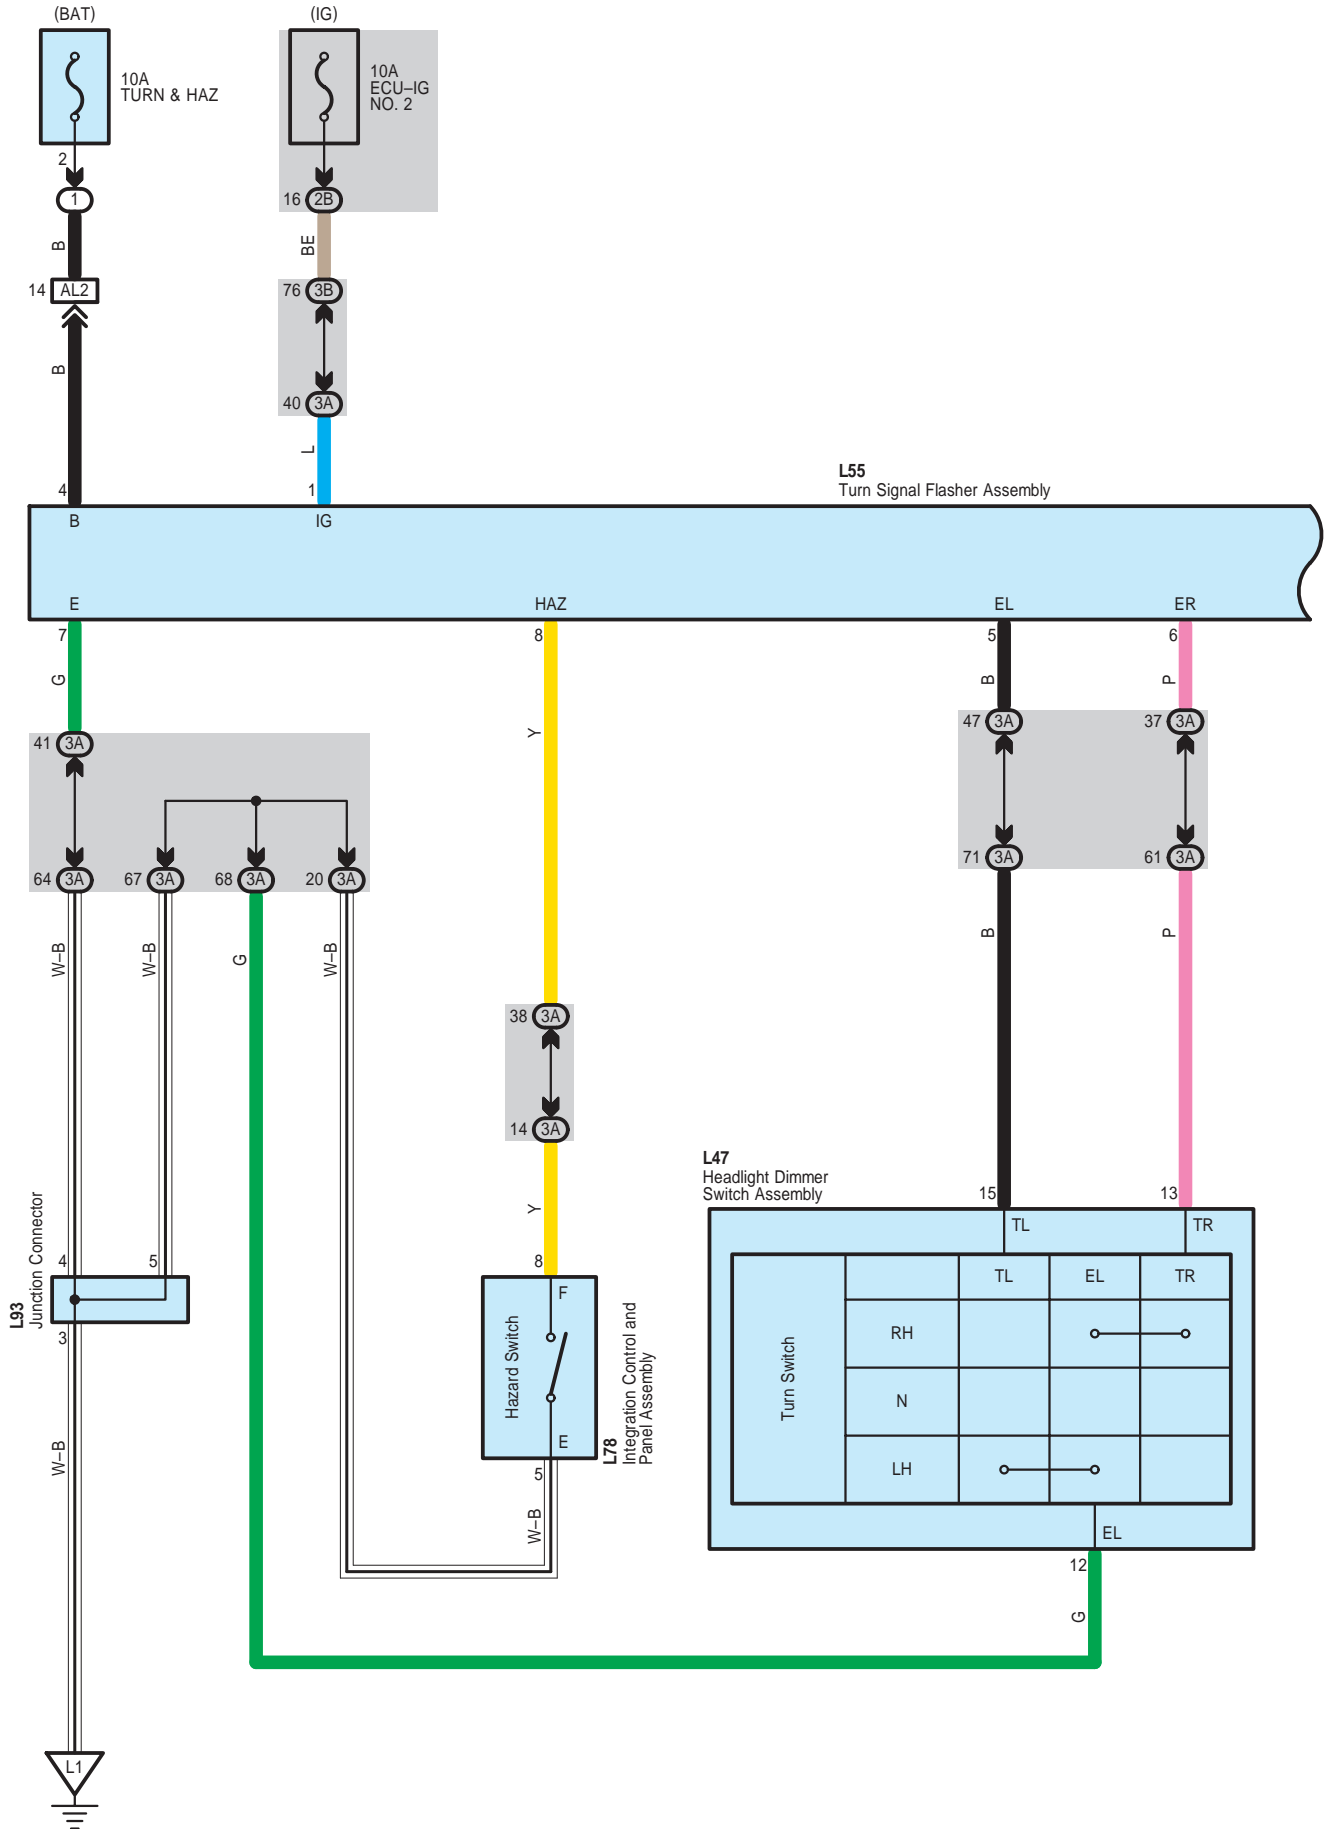 (BAT)
(IG)
10A
TURN & HAZ
10A
ECU–IG
NO. 2
2
1
16 2B
B
BE
14 AL2
76 3B
B
40 3A
L
L55
Turn Signal Flasher Assembly
4
1
B
IG
E
HAZ
EL
ER
7
8
5
6
G
Y
B
P
41 3A
47 3A
37 3A
64 3A
67 3A
68 3A
20 3A
71 3A
61 3A
W–B
W–B
G
W–B
B
P
38 3A
14 3A
Y
L47
Headlight Dimmer
Switch Assembly
15
13
TL
TR
L93
Junction Connector
4
5
3
8
F
Hazard Switch
E
L78
Integration Control and
Panel Assembly
5
W–B
W–B
Turn Switch
TL
EL
TR
RH
N
LH
EL
12
G
L1